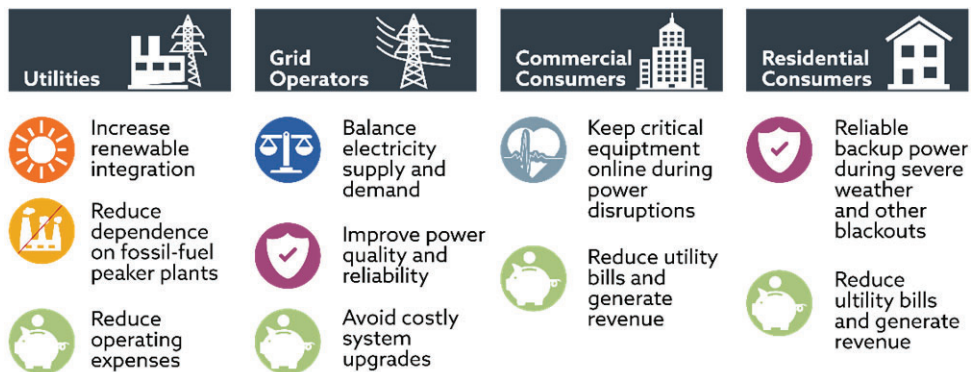 Utilities
Increase
renewable
integration
Reduce
dependence
on fossil-fuel
peaker plants
Reduce
operating
expenses
Grid
Operators
Balance
electricity
supply and
demand
Improve power
quality and
reliability
Avoid costly
system
upgrades
Commercial
Consumers
Keep critical
equiptment
online during
power
disruptions
Reduce utility
bills and
generate
revenue
Residential
Consumers
Reliable
backup power
during severe
weather
and other
blackouts
Reduce
ultility bills
and generate
revenue